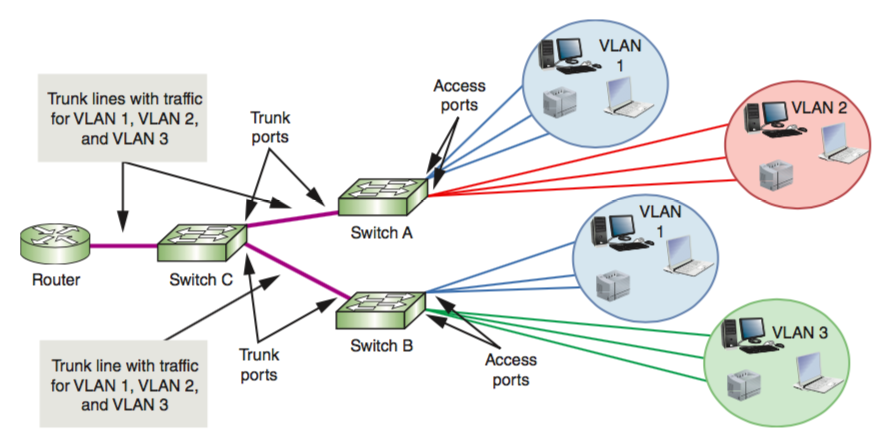 VLAN
1
Access
ports
Trunk lines with traffic
for VLAN 1, VLAN 2,
and VLAN 3
Trunk
ports
VLAN 2
Switch A
VLAN
1
Router
Switch C
Switch B
VLAN 3
Trunk line with traffic
for VLAN 1, VLAN 2,
and VLAN 3
Trunk
ports
Access
ports